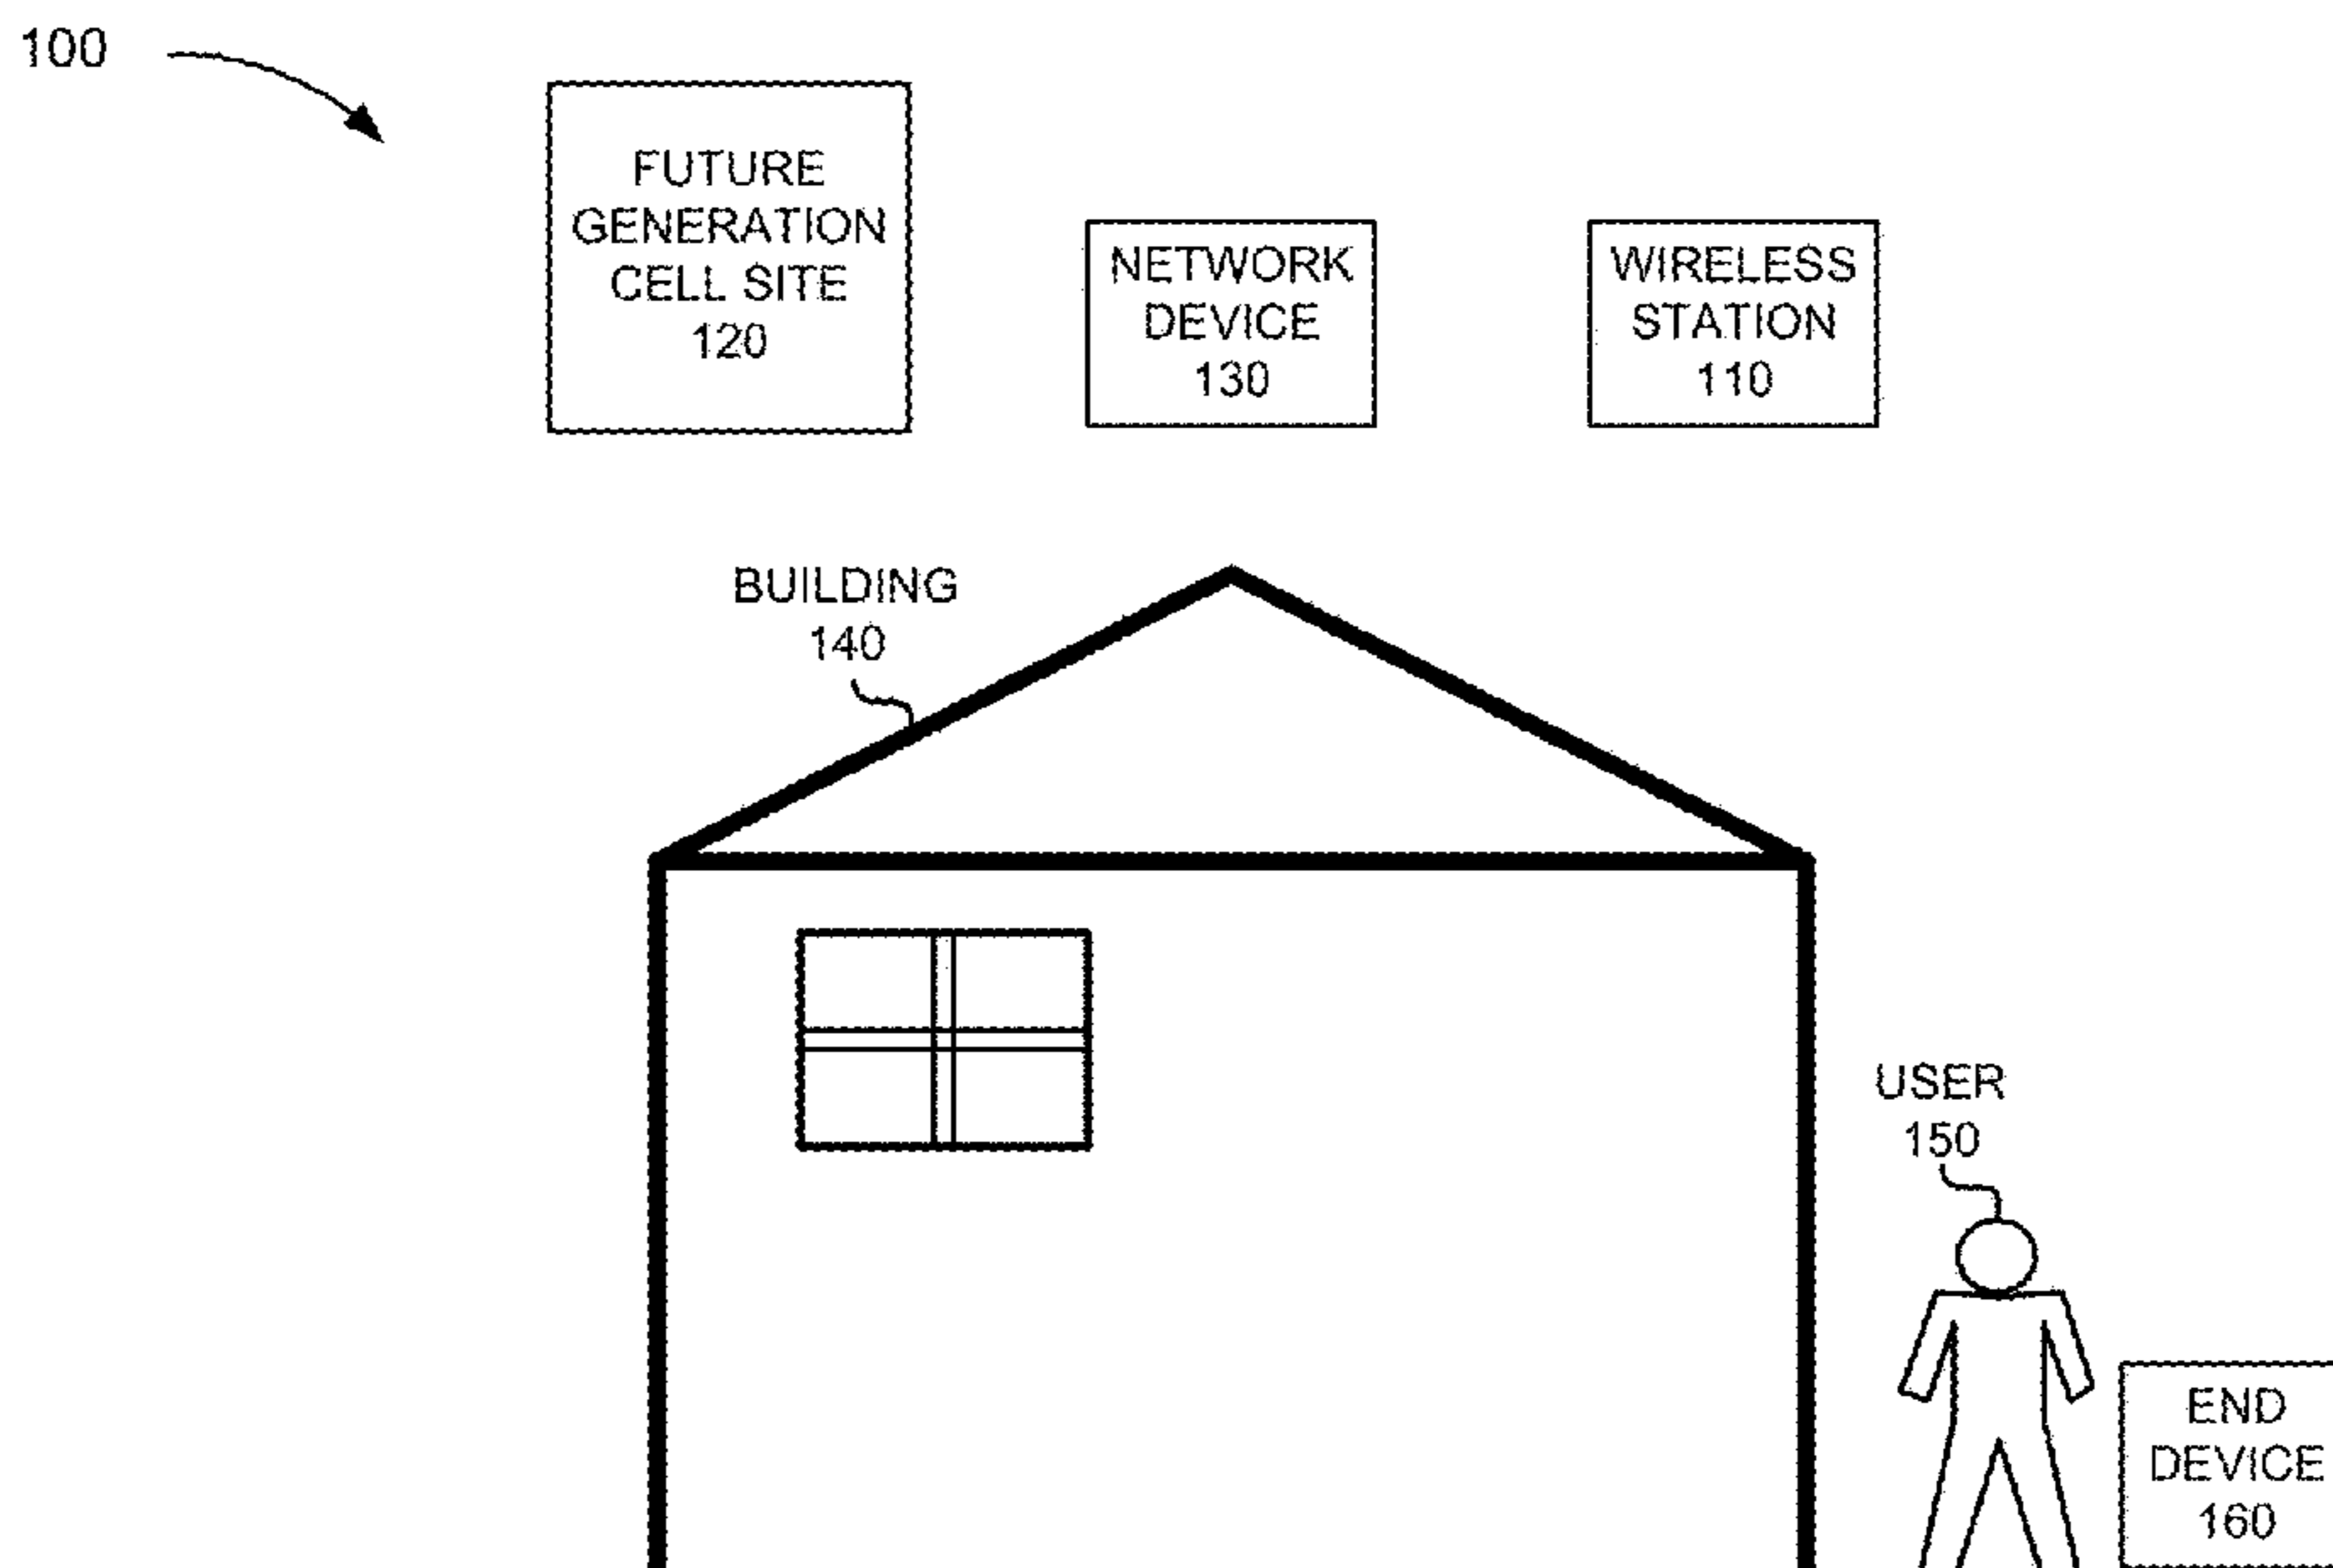 100
FUTURE
GENERATION
CELL SITE
120
NETWORK
DEVICE
130
WIRELESS
STATION
110
BUILDING
140
USER
150
END
DEVICE
160